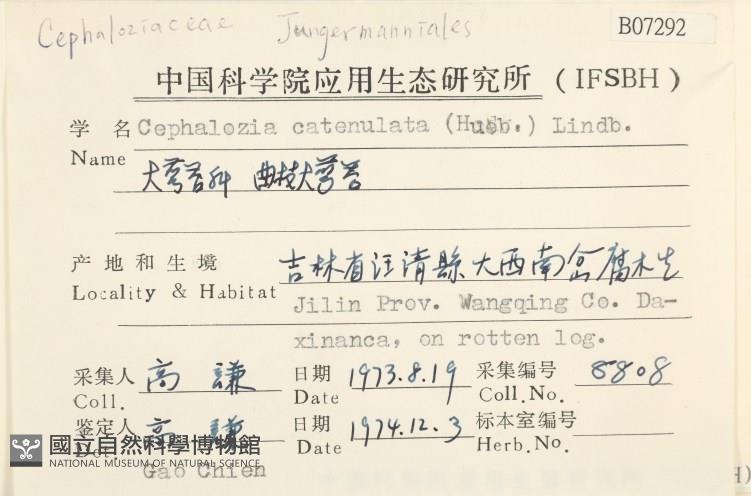 Cephaloziaceae Jungermanniales
B07292
中国科学院应用生态研究所 (IFSBH)
学 名 Cephalozia catenulata (Hueb.) Lindb.
Name
大萼苔科 曲枝大萼苔
产地和生境 吉林省汪清縣大西南岔腐木生
Locality & Habitat Jilin Prov. Wangqing Co. Da-
xinanca, on rotten log.
采集人 高 謙 日期 1973.8.19 采集编号 8808
Coll. Date Coll.No.
鉴定人 高 謙 日期 1974.12.3 标本室编号
Det. Date Herb.No.
國立自然科學博物館
NATIONAL MUSEUM OF NATURAL SCIENCE
Gao Chien
H)